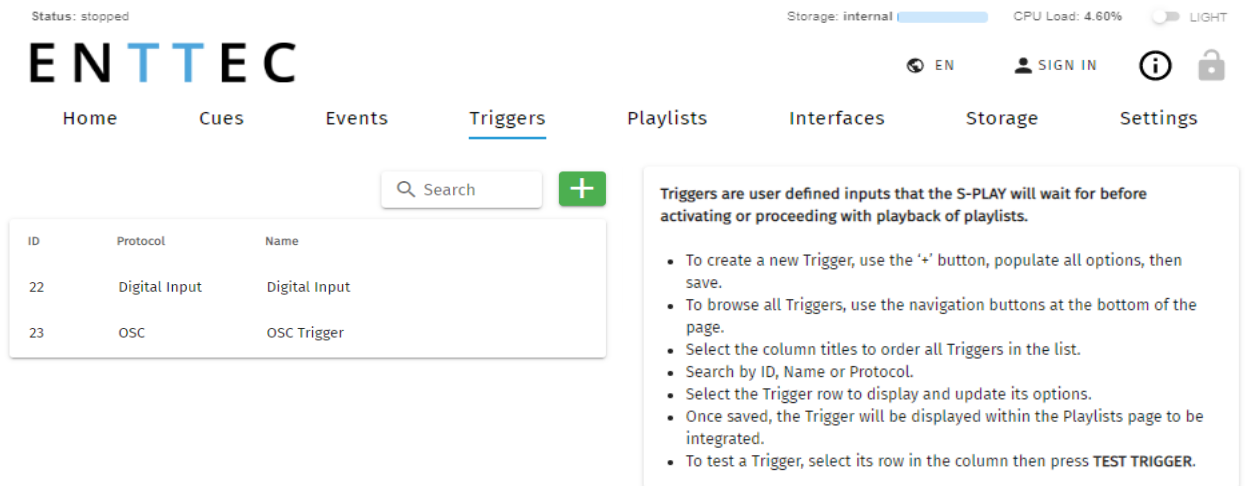 Status: stopped
Storage: internal
CPU Load: 4.60%
LIGHT
ENTTEC
EN
SIGN IN
Home
Cues
Events
Triggers
Playlists
Interfaces
Storage
Settings
Search
+
ID
Protocol
Name
22
Digital Input
Digital Input
23
OSC
OSC Trigger
Triggers are user defined inputs that the S-PLAY will wait for before
activating or proceeding with playback of playlists.
• To create a new Trigger, use the ‘+’ button, populate all options, then
save.
• To browse all Triggers, use the navigation buttons at the bottom of the
page.
• Select the column titles to order all Triggers in the list.
• Search by ID, Name or Protocol.
• Select the Trigger row to display and update its options.
• Once saved, the Trigger will be displayed within the Playlists page to be
integrated.
• To test a Trigger, select its row in the column then press TEST TRIGGER.